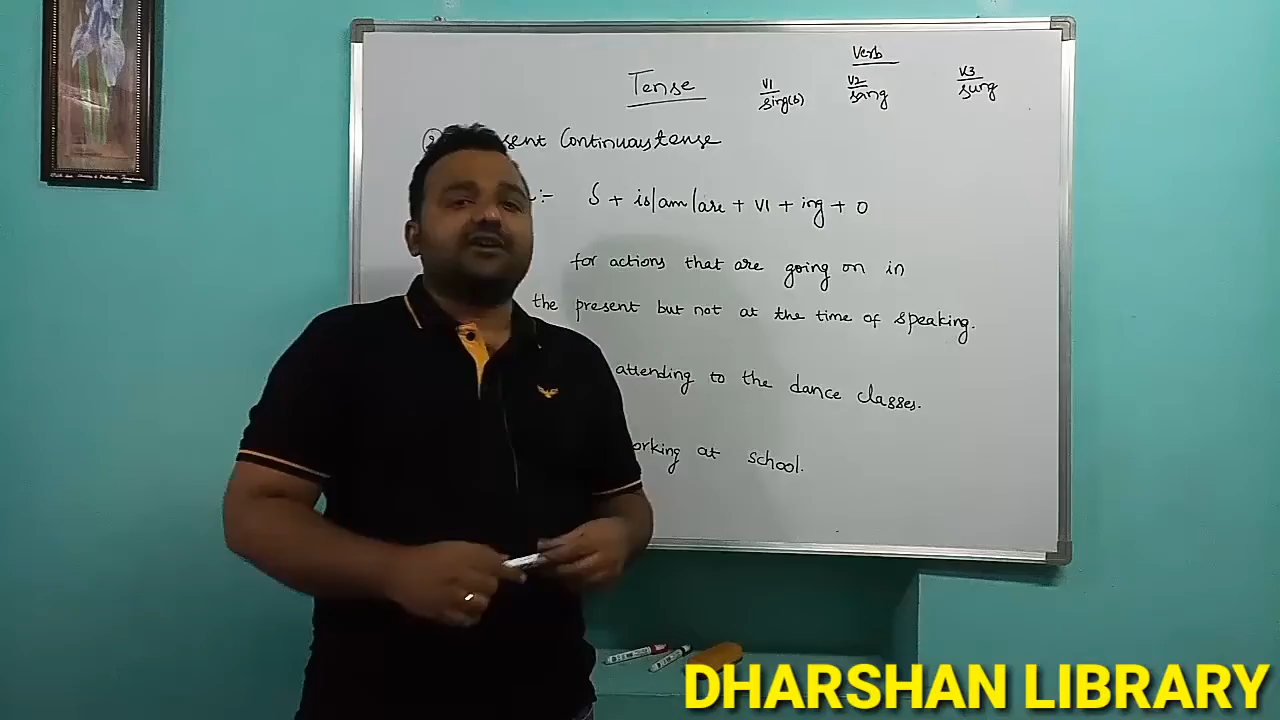 Verb
Tense
V1 V2 V3
sing(s) sang sung
sent Continuous tense
:- S + is/am/are + V1 + ing + O
for actions that are going on in
the present but not at the time of speaking.
attending to the dance classes.
orking at school.
DHARSHAN LIBRARY